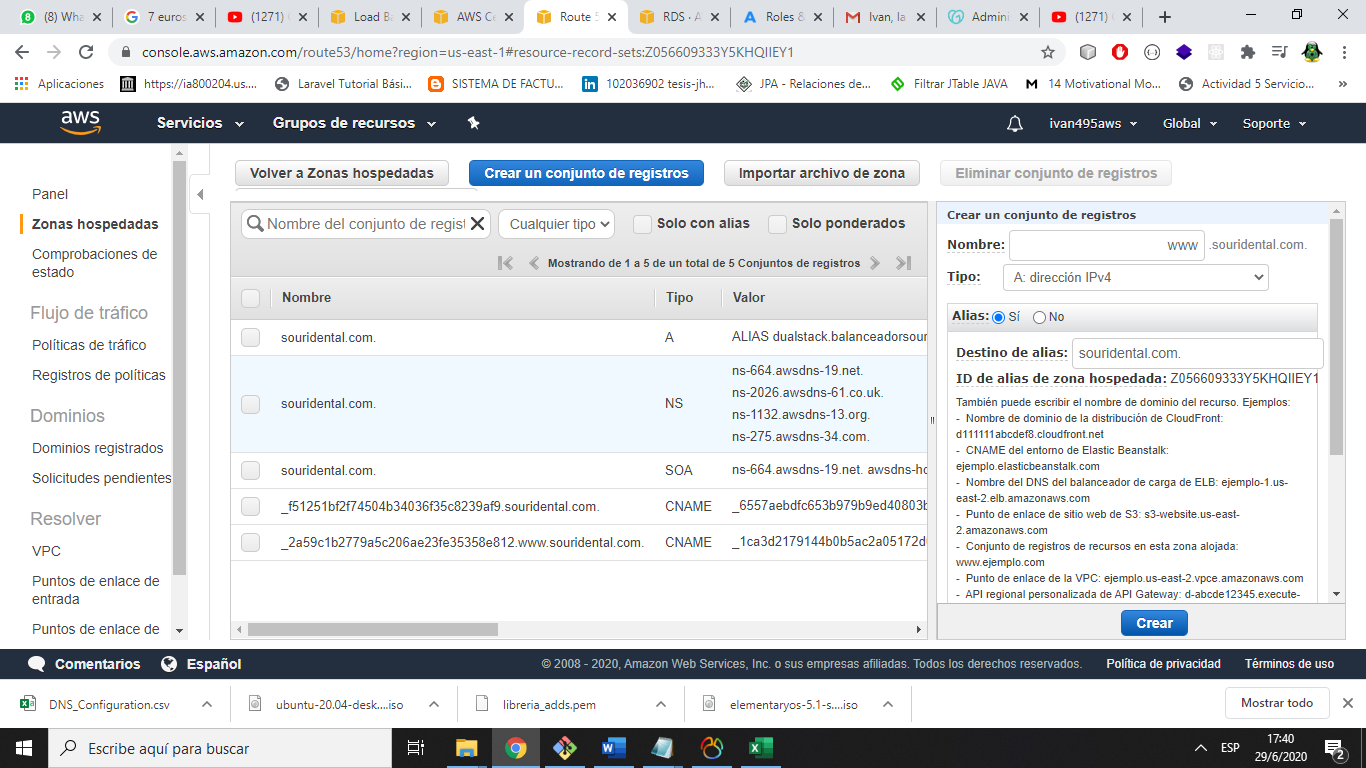 (8) Wha
7 euros
(1271) (
Load Ba
AWS Ce
Route 5
RDS · A
Roles &
Ivan, la
Admini
(1271) (
console.aws.amazon.com/route53/home?region=us-east-1#resource-record-sets:Z056609333Y5KHQIIEY1
Aplicaciones
https://ia800204.us....
Laravel Tutorial Bási...
SISTEMA DE FACTU...
102036902 tesis-jh...
JPA - Relaciones de...
Filtrar JTable JAVA
14 Motivational Mo...
Actividad 5 Servicio...
»
aws
Servicios
Grupos de recursos
ivan495aws
Global
Soporte
Panel
Zonas hospedadas
Comprobaciones de
estado
Flujo de tráfico
Políticas de tráfico
Registros de políticas
Dominios
Dominios registrados
Solicitudes pendientes
Resolver
VPC
Puntos de enlace de
entrada
Puntos de enlace de
Volver a Zonas hospedadas
Crear un conjunto de registros
Importar archivo de zona
Eliminar conjunto de registros
Nombre del conjunto de regist
Cualquier tipo
Solo con alias
Solo ponderados
Mostrando de 1 a 5 de un total de 5 Conjuntos de registros
Nombre Tipo Valor
souridental.com. A ALIAS dualstack.balanceadorsour
souridental.com. NS ns-664.awsdns-19.net.
ns-2026.awsdns-61.co.uk.
ns-1132.awsdns-13.org.
ns-275.awsdns-34.com.
souridental.com. SOA ns-664.awsdns-19.net. awsdns-ho
_f51251bf2f74504b34036f35c8239af9.souridental.com. CNAME _6557aebdfc653b979b9ed40803b
_2a59c1b2779a5c206ae23fe35358e812.www.souridental.com. CNAME _1ca3d2179144b0b5ac2a05172d
Crear un conjunto de registros
Nombre: www .souridental.com.
Tipo: A: dirección IPv4
Alias: Sí No
Destino de alias: souridental.com.
ID de alias de zona hospedada: Z056609333Y5KHQIIEY1
También puede escribir el nombre de dominio del recurso. Ejemplos:
- Nombre de dominio de la distribución de CloudFront:
d111111abcdef8.cloudfront.net
- CNAME del entorno de Elastic Beanstalk:
ejemplo.elasticbeanstalk.com
- Nombre del DNS del balanceador de carga de ELB: ejemplo-1.us-
east-2.elb.amazonaws.com
- Punto de enlace de sitio web de S3: s3-website.us-east-
2.amazonaws.com
- Conjunto de registros de recursos en esta zona alojada:
www.ejemplo.com
- Punto de enlace de la VPC: ejemplo.us-east-2.vpce.amazonaws.com
- API regional personalizada de API Gateway: d-abcde12345.execute-
Crear
Comentarios
Español
© 2008 - 2020, Amazon Web Services, Inc. o sus empresas afiliadas. Todos los derechos reservados.
Política de privacidad
Términos de uso
DNS_Configuration.csv
ubuntu-20.04-desk....iso
libreria_adds.pem
elementaryos-5.1-s....iso
Mostrar todo
Escribe aquí para buscar
ESP
17:40
29/6/2020
2